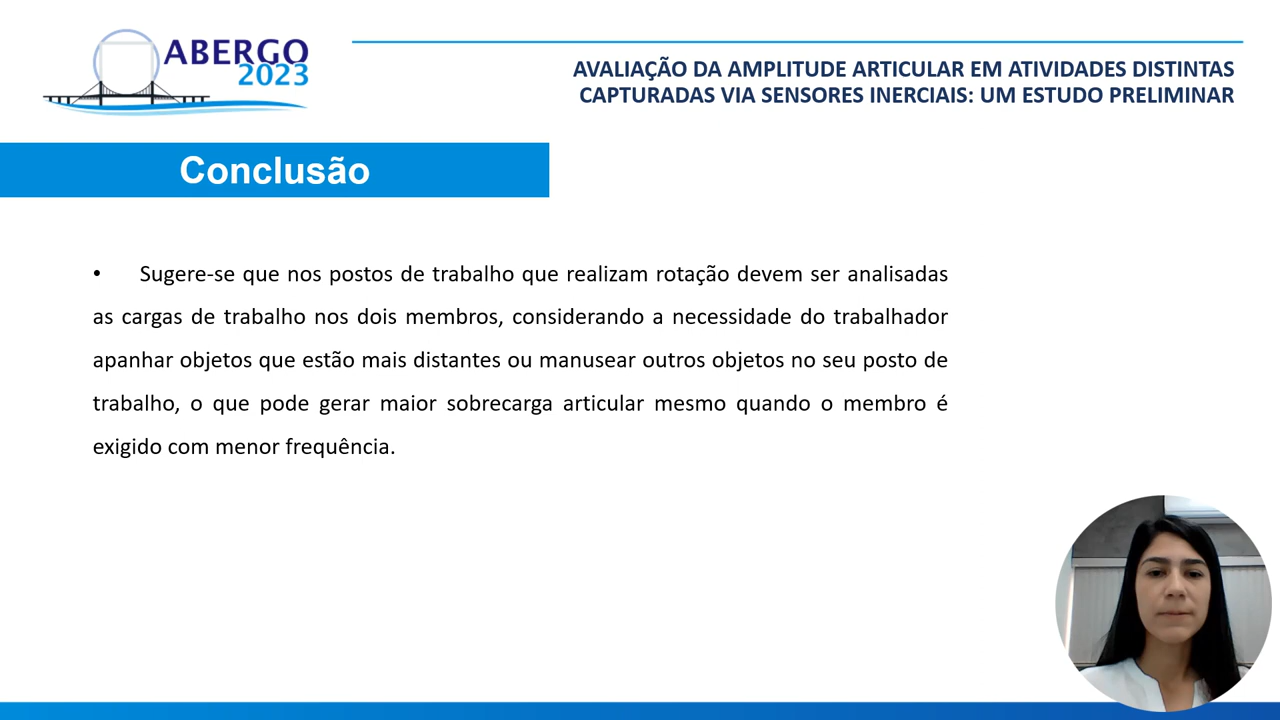 ABERGO
2023
AVALIAÇÃO DA AMPLITUDE ARTICULAR EM ATIVIDADES DISTINTAS
CAPTURADAS VIA SENSORES INERCIAIS: UM ESTUDO PRELIMINAR
Conclusão
• Sugere-se que nos postos de trabalho que realizam rotação devem ser analisadas
as cargas de trabalho nos dois membros, considerando a necessidade do trabalhador
apanhar objetos que estão mais distantes ou manusear outros objetos no seu posto de
trabalho, o que pode gerar maior sobrecarga articular mesmo quando o membro é
exigido com menor frequência.